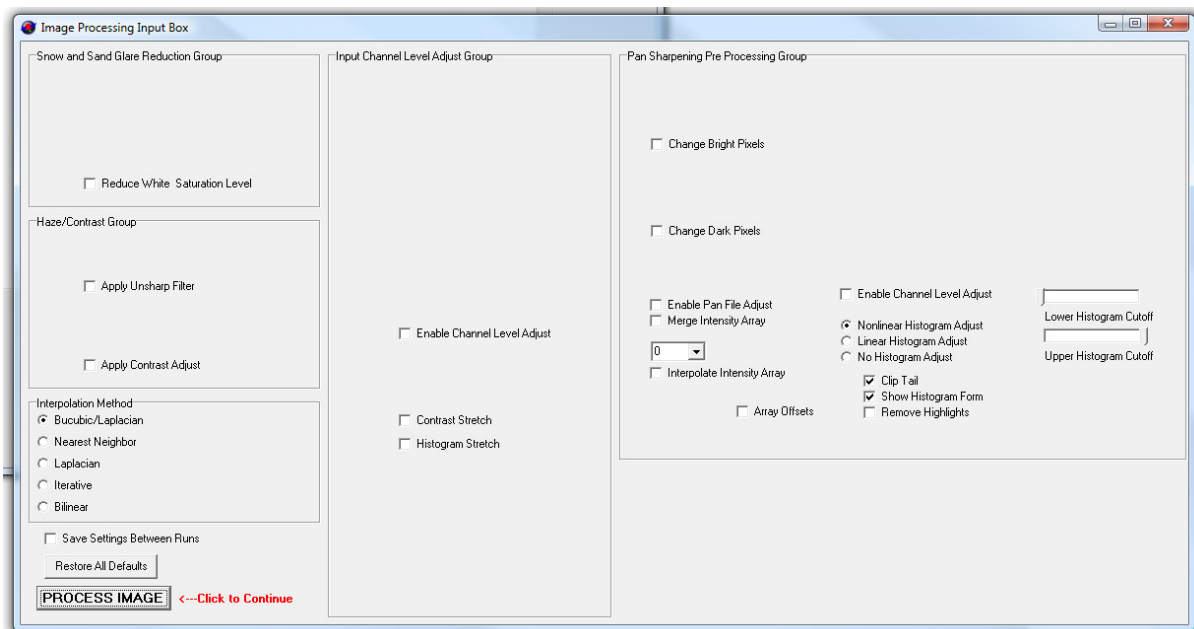 Image Processing Input Box
Snow and Sand Glare Reduction Group
Reduce White  Saturation Level
Haze/Contrast Group
Apply Unsharp Filter
Apply Contrast Adjust
Interpolation Method
Bucubic/Laplacian
Nearest Neighbor
Laplacian
Iterative
Bilinear
Save Settings Between Runs
Restore All Defaults
PROCESS IMAGE <---Click to Continue
Input Channel Level Adjust Group
Enable Channel Level Adjust
Contrast Stretch
Histogram Stretch
Pan Sharpening Pre Processing Group
Change Bright Pixels
Change Dark Pixels
Enable Pan File Adjust
Merge Intensity Array
0
Interpolate Intensity Array
Array Offsets
Enable Channel Level Adjust
Nonlinear Histogram Adjust
Linear Histogram Adjust
No Histogram Adjust
Clip Tail
Show Histogram Form
Remove Highlights
Lower Histogram Cutoff
Upper Histogram Cutoff